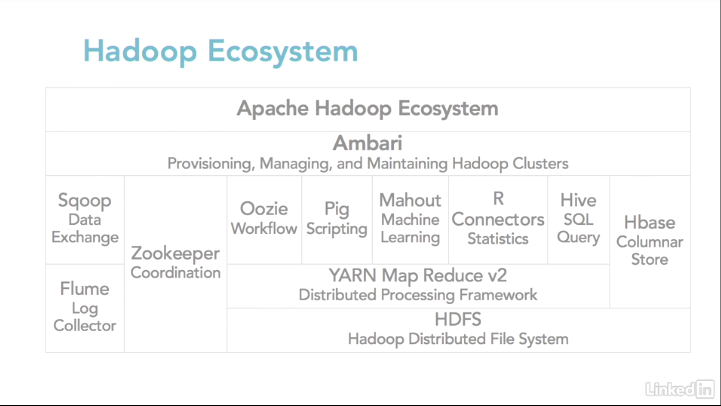 Hadoop Ecosystem
Apache Hadoop Ecosystem
Ambari
Provisioning, Managing, and Maintaining Hadoop Clusters
Sqoop
Data
Exchange
Zookeeper
Coordination
Oozie
Workflow
Pig
Scripting
Mahout
Machine
Learning
R
Connectors
Statistics
Hive
SQL
Query
Hbase
Columnar
Store
Flume
Log
Collector
YARN Map Reduce v2
Distributed Processing Framework
HDFS
Hadoop Distributed File System
Linked in